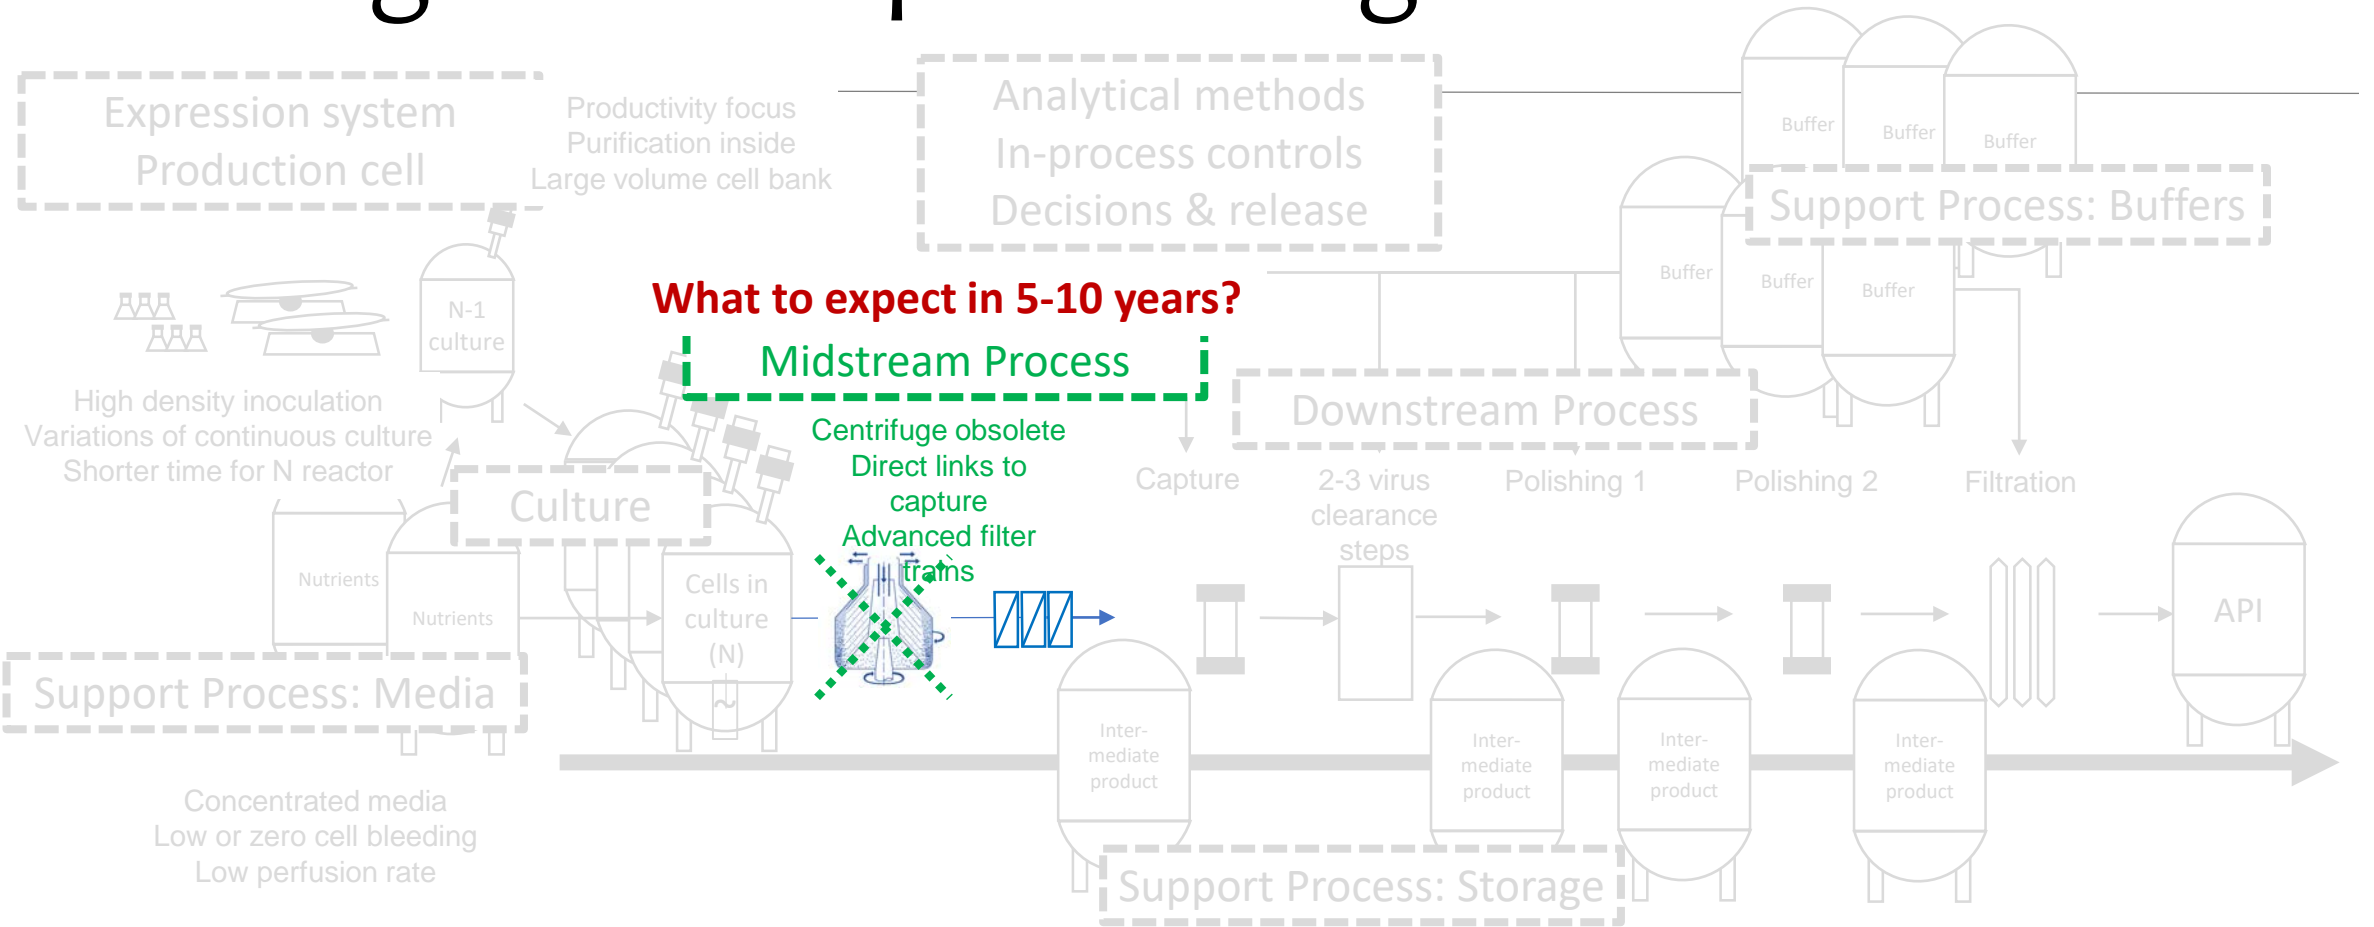 Expression system
Production cell
Productivity focus
Purification inside
Large volume cell bank
Analytical methods
In-process controls
Decisions & release
Buffer
Buffer
Buffer
Support Process: Buffers
Buffer
Buffer
Buffer
What to expect in 5-10 years?
Midstream Process
N-1
culture
High density inoculation
Variations of continuous culture
Shorter time for N reactor
Centrifuge obsolete
Direct links to
capture
Advanced filter
trains
Downstream Process
Capture
2-3 virus
clearance
steps
Polishing 1
Polishing 2
Filtration
Culture
Nutrients
Nutrients
Cells in
culture
(N)
~
API
Support Process: Media
Inter-
mediate
product
Inter-
mediate
product
Inter-
mediate
product
Inter-
mediate
product
Concentrated media
Low or zero cell bleeding
Low perfusion rate
Support Process: Storage